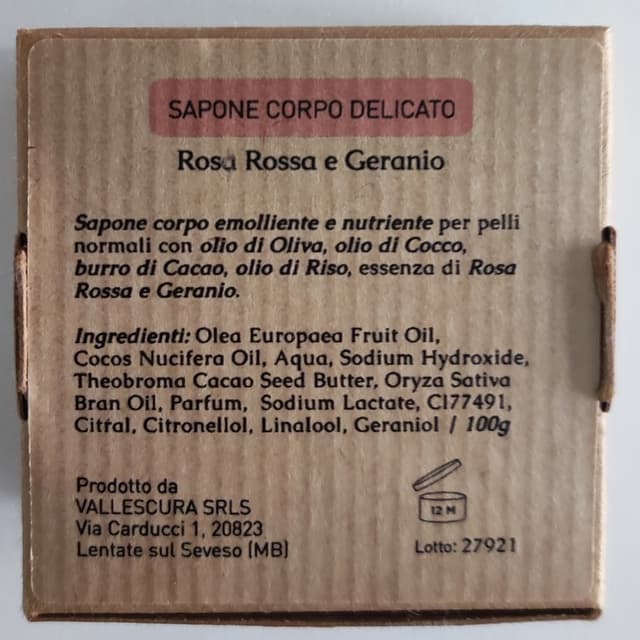 SAPONE CORPO DELICATO
Rosa Rossa e Geranio
Sapone corpo emolliente e nutriente per pelli
normali con olio di Oliva, olio di Cocco,
burro di Cacao, olio di Riso, essenza di Rosa
Rossa e Geranio.
Ingredienti: Olea Europaea Fruit Oil,
Cocos Nucifera Oil, Aqua, Sodium Hydroxide,
Theobroma Cacao Seed Butter, Oryza Sativa
Bran Oil, Parfum, Sodium Lactate, CI77491,
Citral, Citronellol, Linalool, Geraniol / 100g
Prodotto da
VALLESCURA SRLS
Via Carducci 1, 20823
Lentate sul Seveso (MB)
12 M
Lotto: 27921